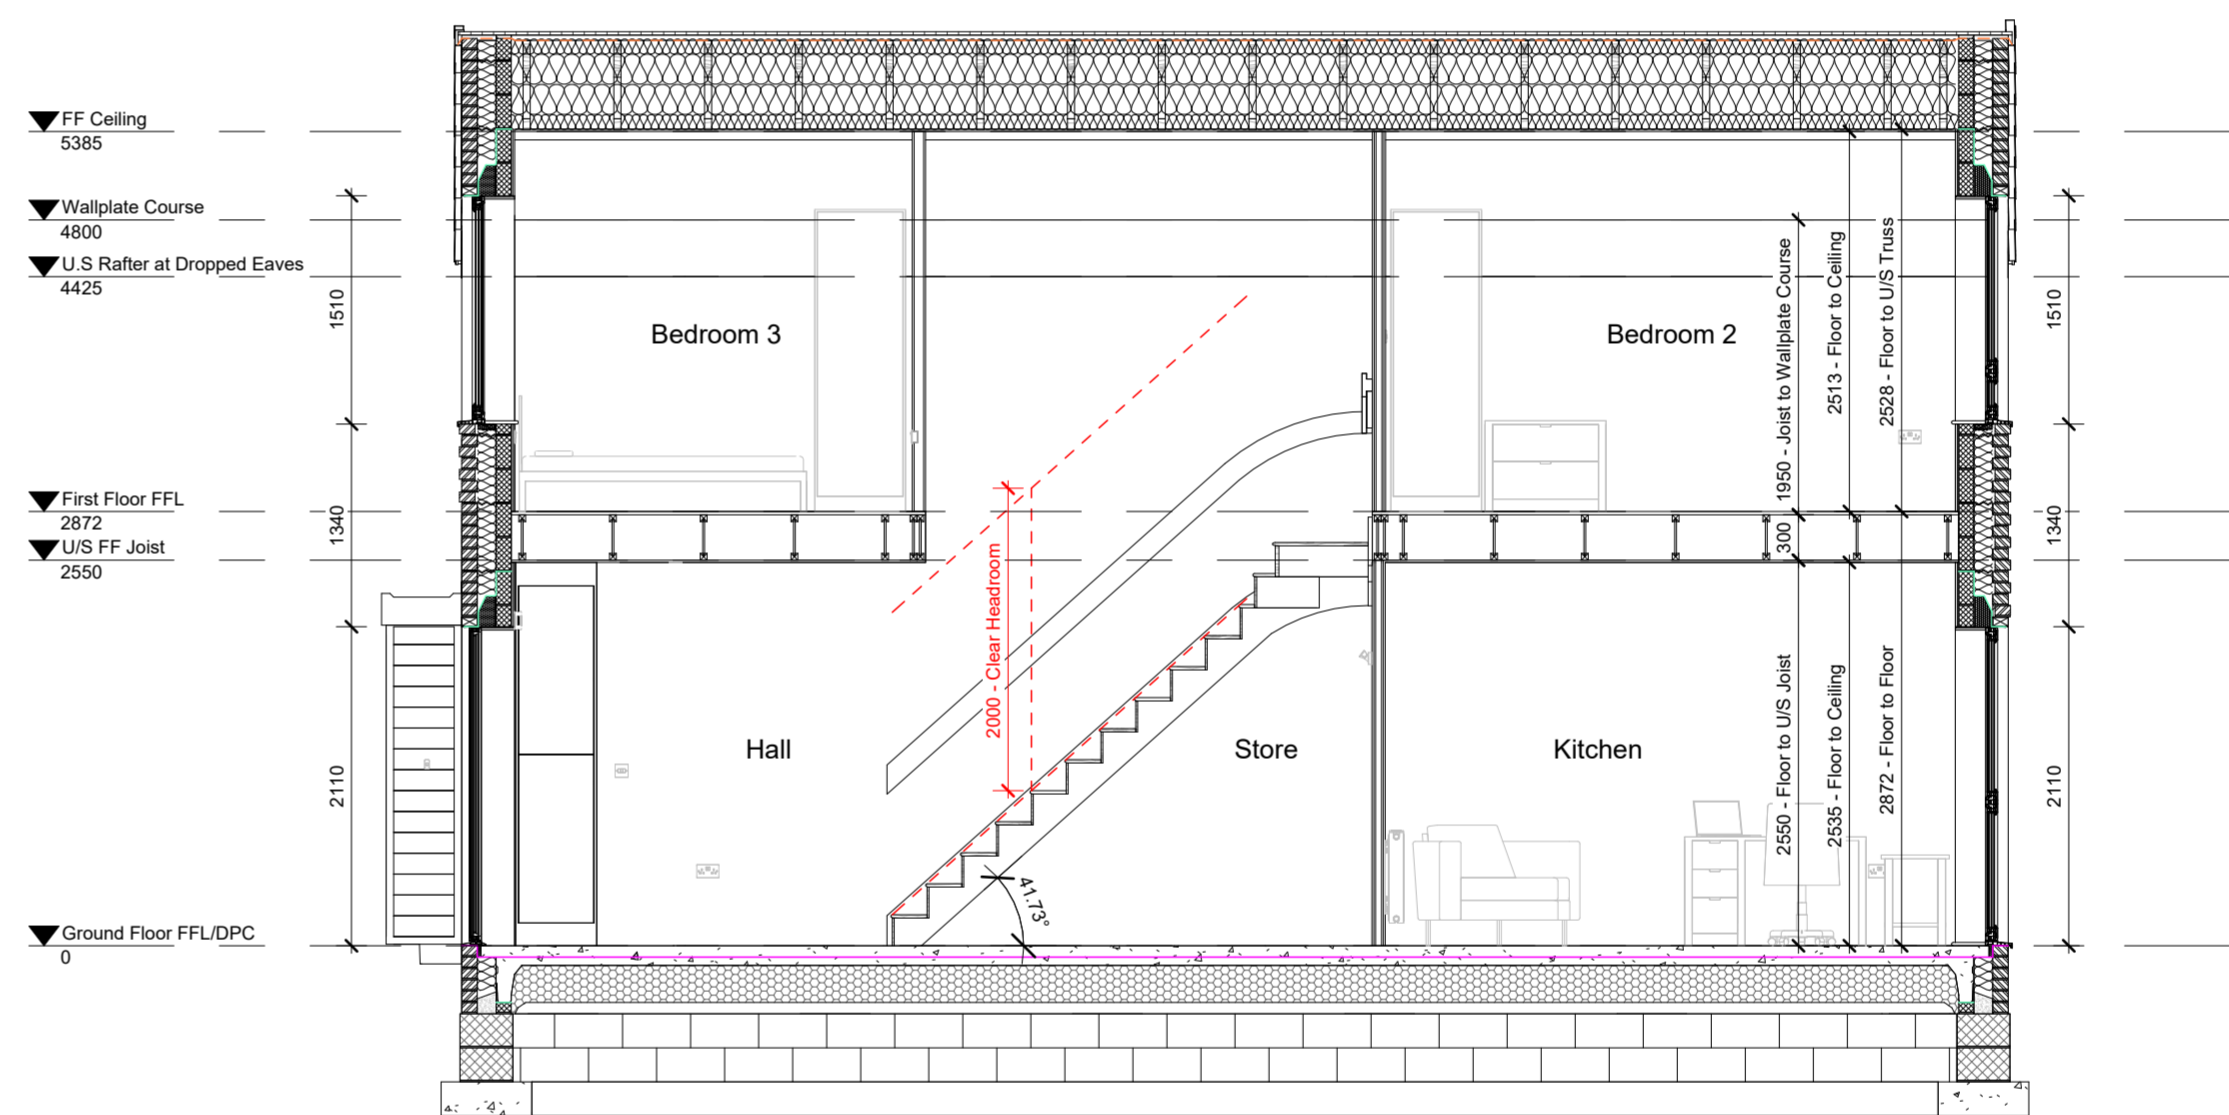 FF Ceiling
5385
Wallplate Course
4800
U.S Rafter at Dropped Eaves
4425
First Floor FFL
2872
U/S FF Joist
2550
Ground Floor FFL/DPC
0
1510
1340
2110
Bedroom 3
Bedroom 2
Hall
Store
Kitchen
2000 - Clear Headroom
41.73°
1950 - Joist to Wallplate Course
300
2550 - Floor to U/S Joist
2513 - Floor to Ceiling
2535 - Floor to Ceiling
2528 - Floor to U/S Truss
2872 - Floor to Floor
1510
1340
2110